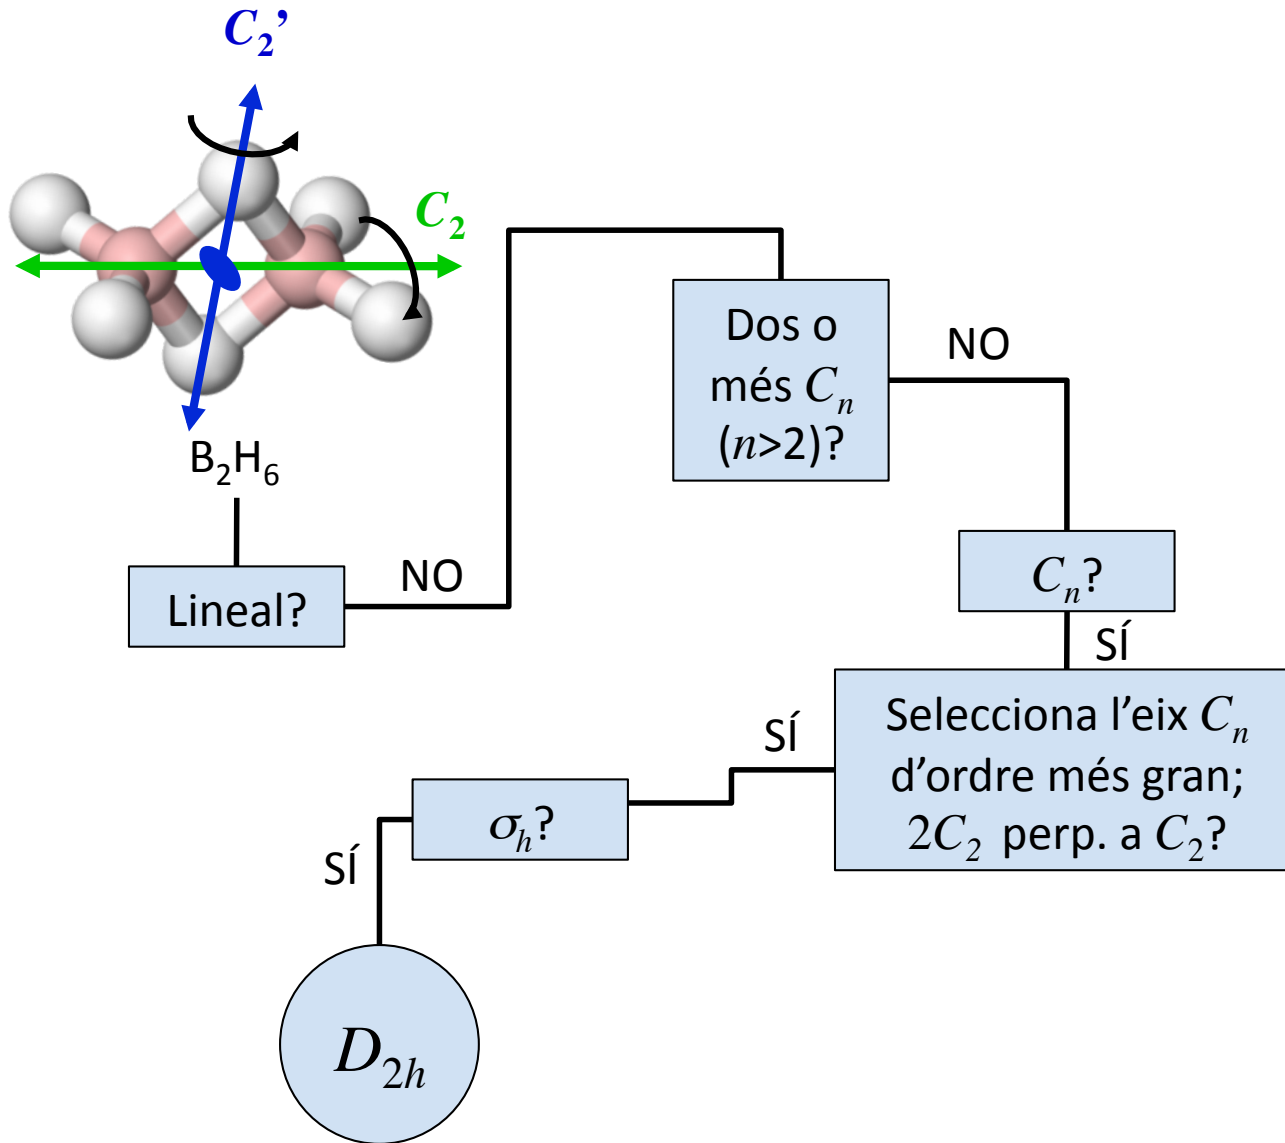 C₂’
C₂
B₂H₆
Lineal?
NO
Dos o
més Cₙ
(n>2)?
NO
Cₙ?
SÍ
Selecciona l’eix Cₙ
d’ordre més gran;
2C₂ perp. a C₂?
SÍ
σₕ?
SÍ
D₂ₕ